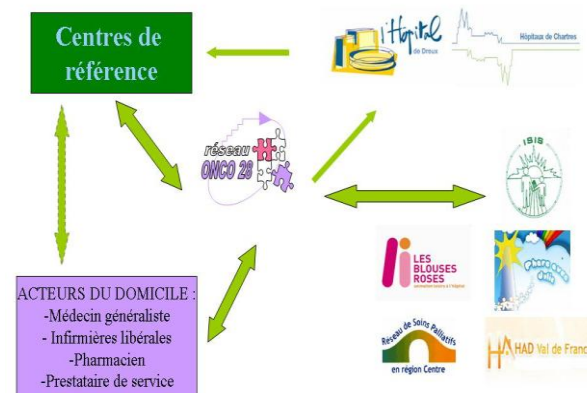 Centres de
référence
l'Hôpital
de Dreux
Hôpitaux de Chartres
réseau
ONCO 28
ISIS
ACTEURS DU DOMICILE :
-Médecin généraliste
- Infirmières libérales
-Pharmacien
-Prestataire de service
LES
BLOUSES
ROSES
Réseau de Soins Palliatifs
en région Centre
HAD Val de Franc